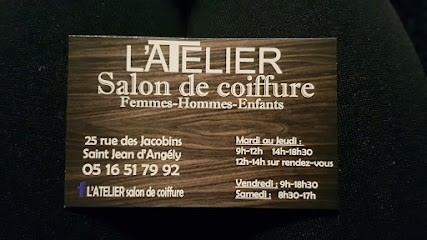 L'ATELIER
Salon de coiffure
Femmes-Hommes-Enfants
25 rue des Jacobins
Saint Jean d'Angély
05 16 51 79 92
f L'ATELIER salon de coiffure
Mardi au Jeudi :
9h-12h 14h-18h30
12h-14h sur rendez-vous
Vendredi : 9h-18h30
Samedi : 8h30-17h